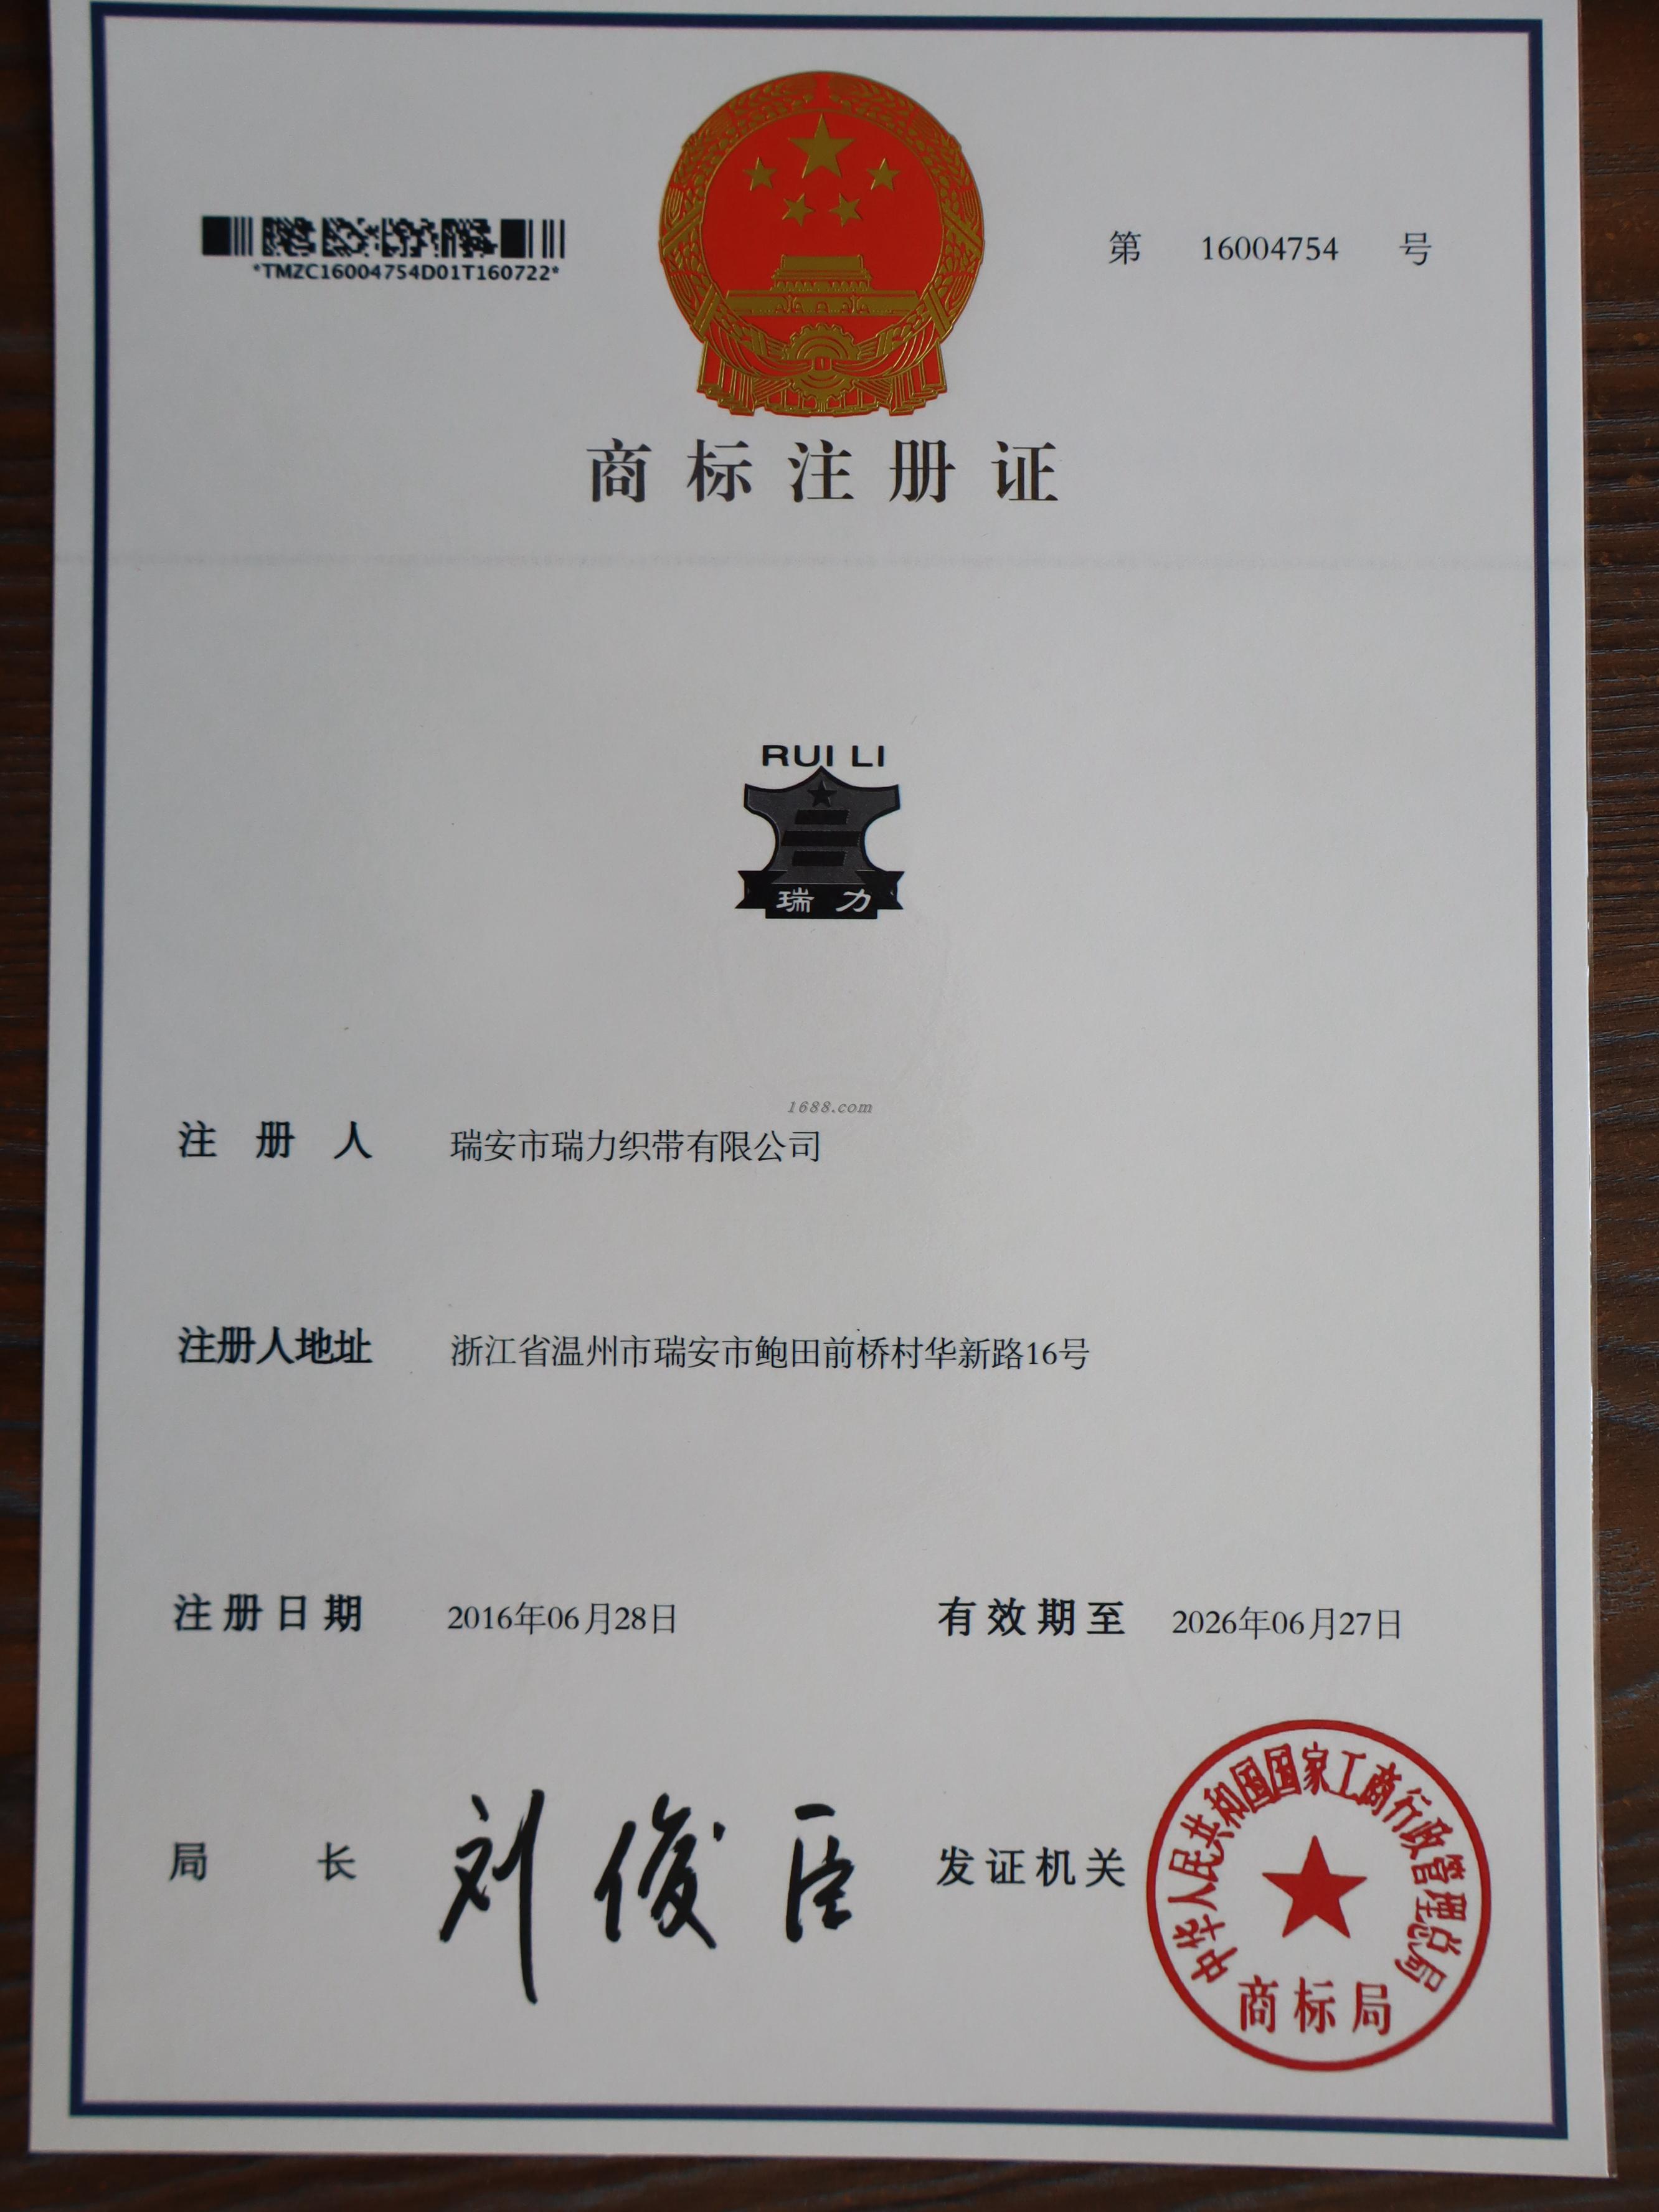 *TMZC16004754D01T160722*
第 16004754 号
商标注册证
RUI LI
瑞 力
1688.com
注 册 人 瑞安市瑞力织带有限公司
注册人地址 浙江省温州市瑞安市鲍田前桥村华新路16号
注册日期 2016年06月28日 有效期至 2026年06月27日
局 长 刘俊臣 发证机关
中华人民共和国国家工商行政管理总局
商标局